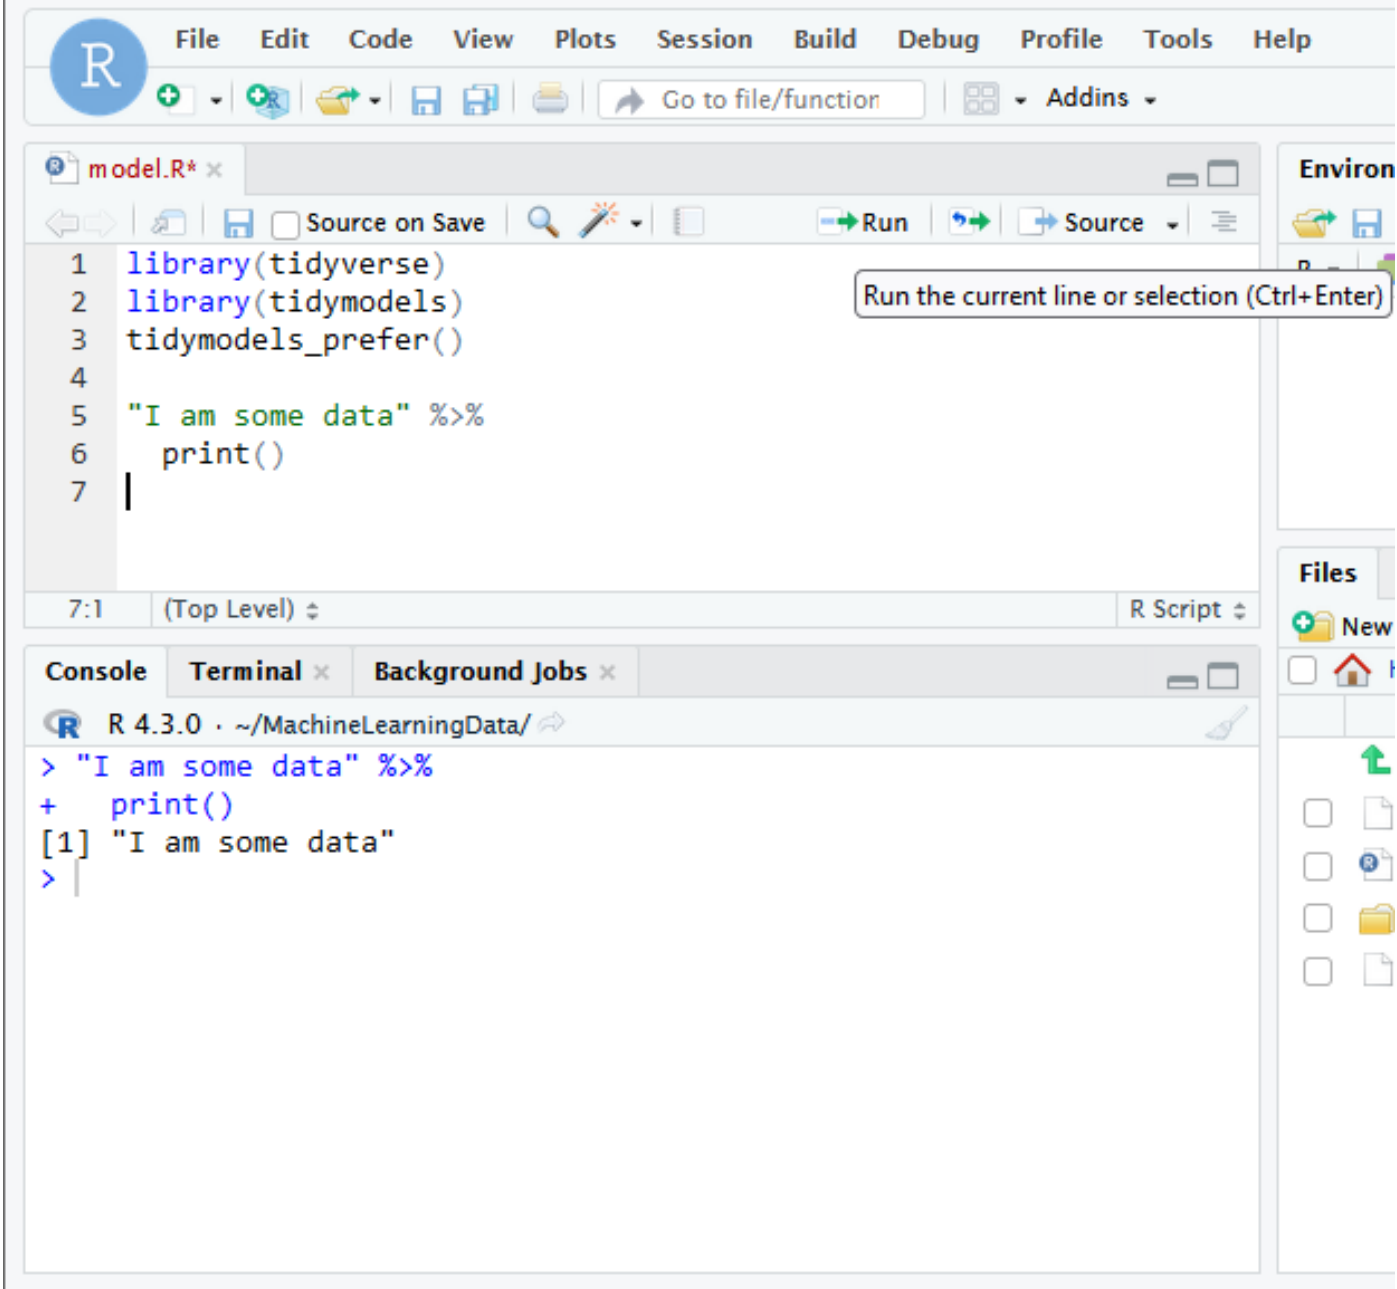 R
File Edit Code View Plots Session Build Debug Profile Tools Help
R Go to file/function Addins
R model.R*
Source on Save Run Source
1 library(tidyverse)
2 library(tidymodels)
3 tidymodels_prefer()
4
5 "I am some data" %>%
6 print()
7
7:1 (Top Level) R Script
Run the current line or selection (Ctrl+Enter)
Console Terminal Background Jobs
R R 4.3.0 · ~/MachineLearningData/
> "I am some data" %>%
+ print()
[1] "I am some data"
>
Environ
Files
New
R